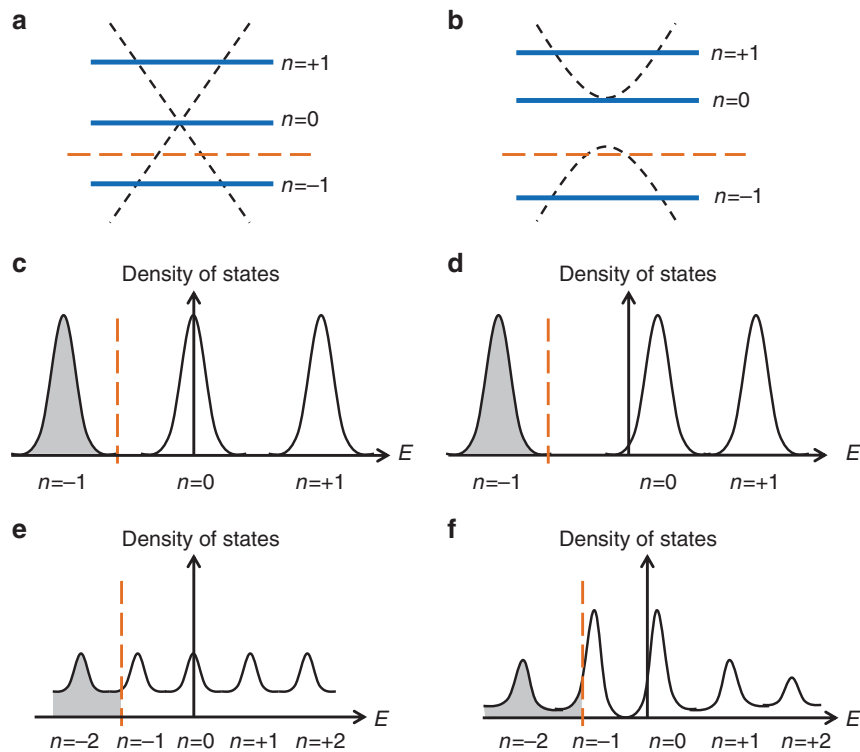 a
n=+1
n=0
n=–1
b
n=+1
n=0
n=–1
c
Density of states
E
n=–1
n=0
n=+1
d
Density of states
E
n=–1
n=0
n=+1
e
Density of states
E
n=–2
n=–1
n=0
n=+1
n=+2
f
Density of states
E
n=–2
n=–1
n=0
n=+1
n=+2